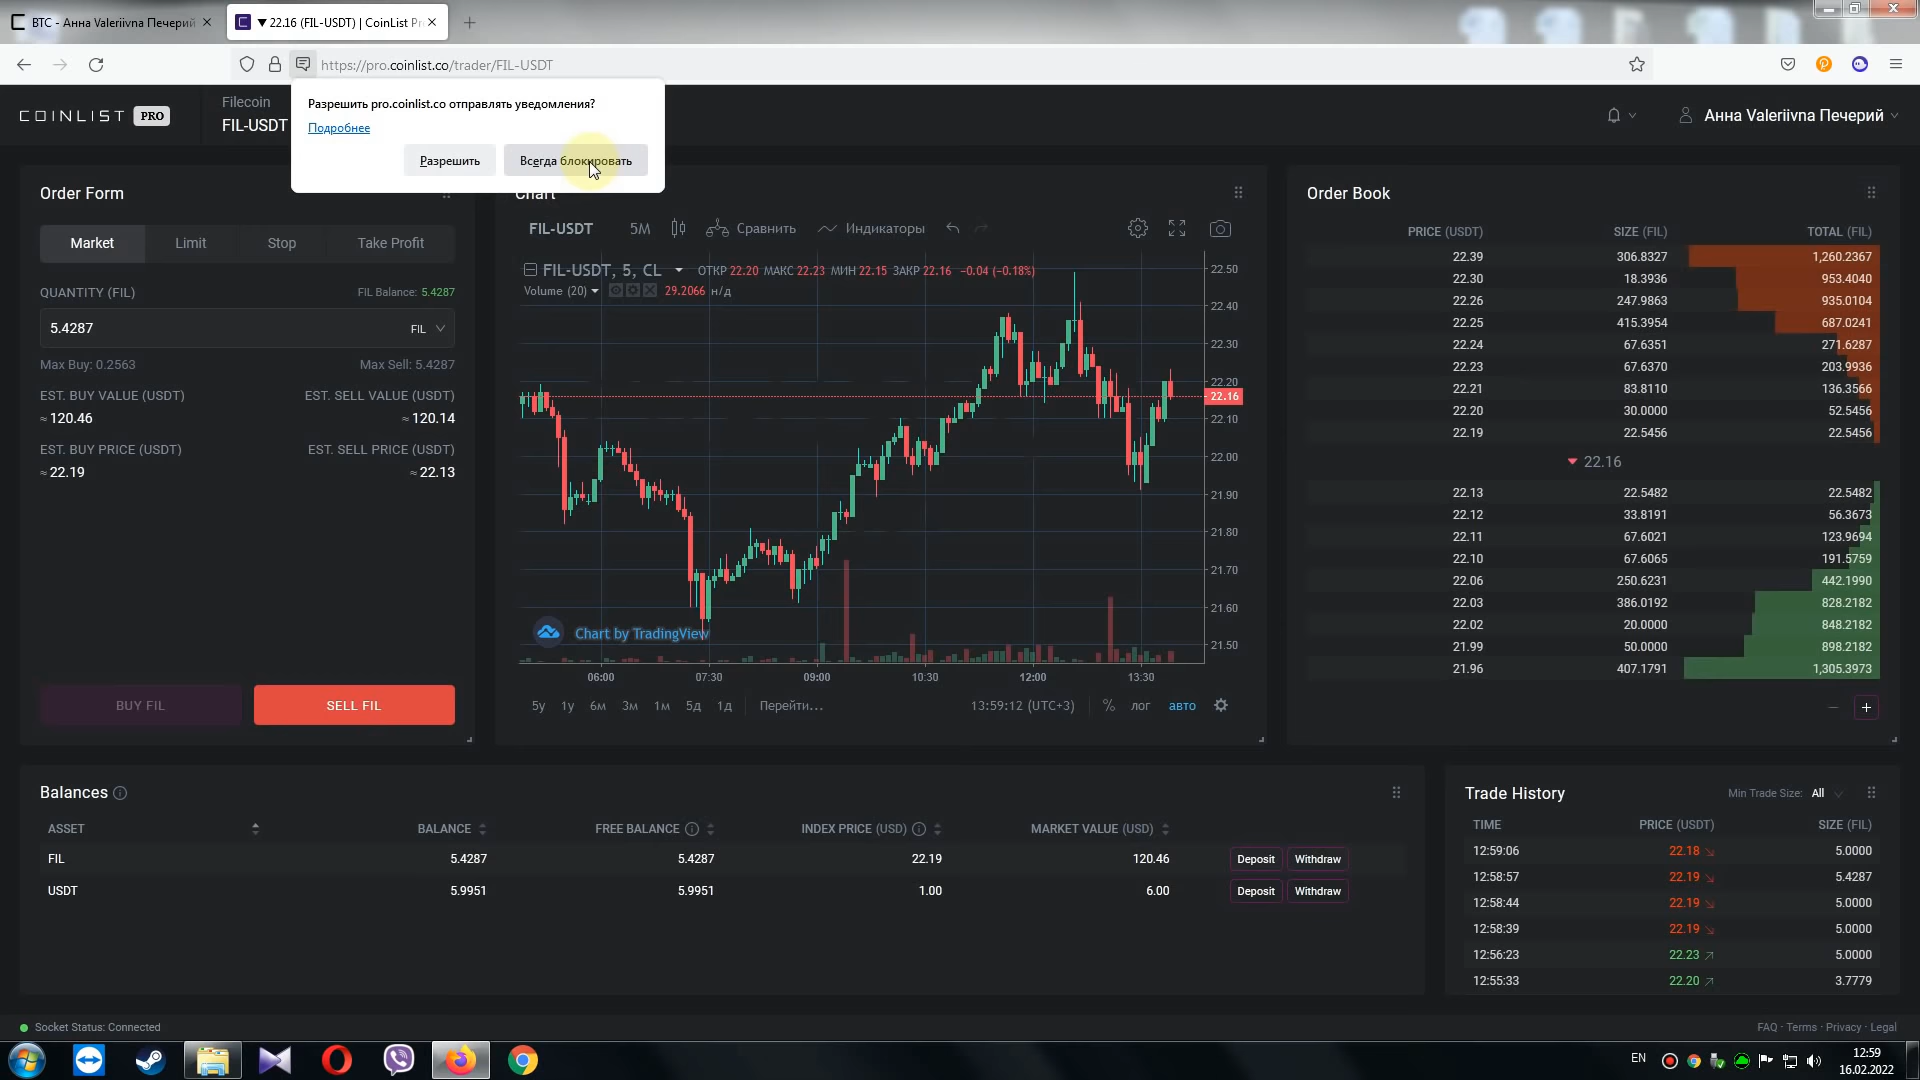 BTC - Анна Valeriivna Печерий
▼ 22.16 (FIL-USDT) | CoinList Pr
https://pro.coinlist.co/trader/FIL-USDT
Разрешить pro.coinlist.co отправлять уведомления?
Подробнее
Разрешить
Всегда блокировать
COINLIST PRO
Filecoin
FIL-USDT
Анна Valeriivna Печерий
Order Form
Market
Limit
Stop
Take Profit
QUANTITY (FIL)
FIL Balance: 5.4287
5.4287
FIL
Max Buy: 0.2563
Max Sell: 5.4287
EST. BUY VALUE (USDT)
EST. SELL VALUE (USDT)
≈ 120.46
≈ 120.14
EST. BUY PRICE (USDT)
EST. SELL PRICE (USDT)
≈ 22.19
≈ 22.13
BUY FIL
SELL FIL
Chart
FIL-USDT
5M
Сравнить
Индикаторы
FIL-USDT, 5, CL
ОТКР 22.20 МАКС 22.23 МИН 22.15 ЗАКР 22.16 −0.04 (−0.18%)
Volume (20)
29.2066 н/д
22.50
22.40
22.30
22.20
22.16
22.10
22.00
21.90
21.80
21.70
21.60
21.50
Chart by TradingView
06:00
07:30
09:00
10:30
12:00
13:30
5y
1y
6м
3м
1м
5д
1д
Перейти...
13:59:12 (UTC+3)
%
лог
авто
Order Book
PRICE (USDT) SIZE (FIL) TOTAL (FIL)
22.39 306.8327 1,260.2367
22.30 18.3936 953.4040
22.26 247.9863 935.0104
22.25 415.3954 687.0241
22.24 67.6351 271.6287
22.23 67.6370 203.9936
22.21 83.8110 136.3566
22.20 30.0000 52.5456
22.19 22.5456 22.5456
22.16
22.13 22.5482 22.5482
22.12 33.8191 56.3673
22.11 67.6021 123.9694
22.10 67.6065 191.5759
22.06 250.6231 442.1990
22.03 386.0192 828.2182
22.02 20.0000 848.2182
21.99 50.0000 898.2182
21.96 407.1791 1,305.3973
Balances
ASSET BALANCE FREE BALANCE INDEX PRICE (USD) MARKET VALUE (USD)
FIL 5.4287 5.4287 22.19 120.46 Deposit Withdraw
USDT 5.9951 5.9951 1.00 6.00 Deposit Withdraw
Trade History
Min Trade Size: All
TIME PRICE (USDT) SIZE (FIL)
12:59:06 22.18 5.0000
12:58:57 22.19 5.4287
12:58:44 22.19 5.0000
12:58:39 22.19 5.0000
12:56:23 22.23 5.0000
12:55:33 22.20 3.7779
Socket Status: Connected
FAQ · Terms · Privacy · Legal
EN
12:59
16.02.2022